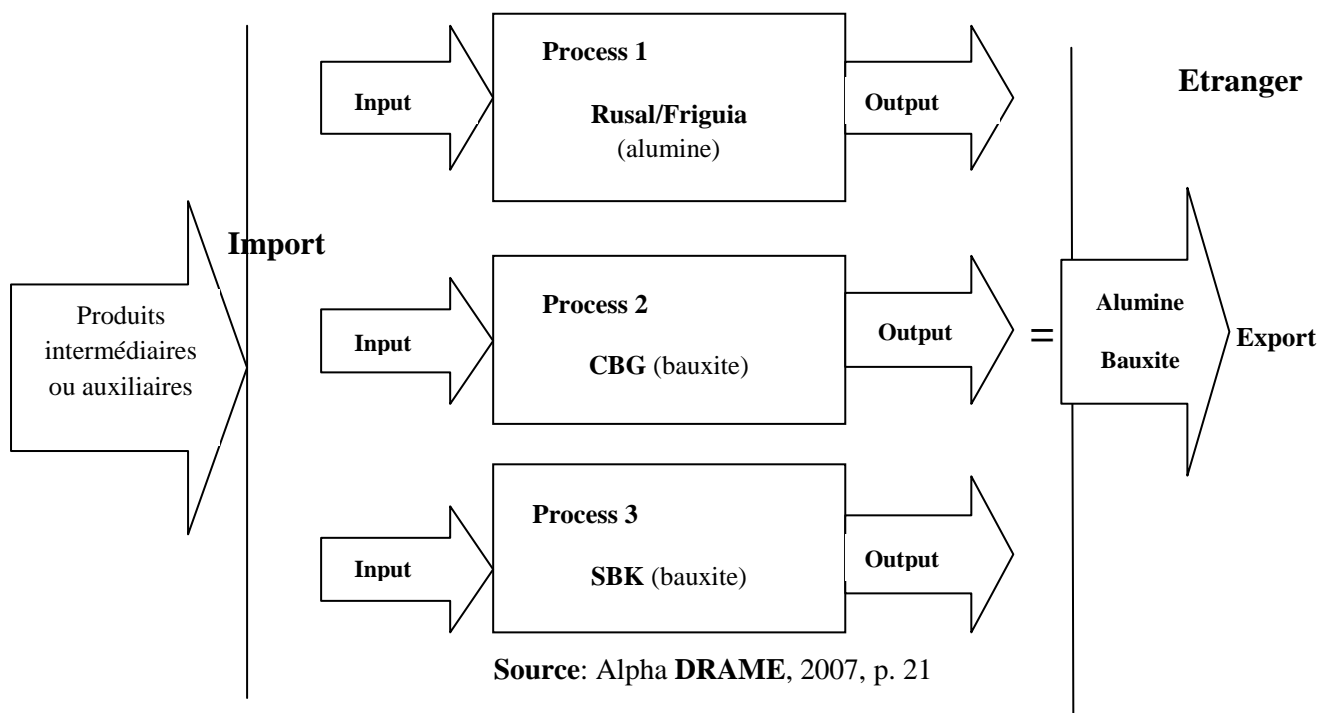 Import
Produits
intermédiaires
ou auxiliaires
Input
Process 1
Rusal/Friguia
(alumine)
Output
Input
Process 2
CBG (bauxite)
Output
Input
Process 3
SBK (bauxite)
Output
=
Etranger
Alumine
Bauxite
Export
Source: Alpha DRAME, 2007, p. 21